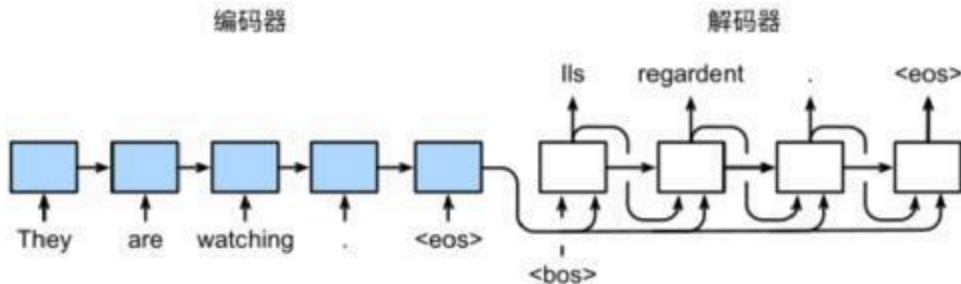 编码器 解码器
Ils regardent . <eos>
They are watching . <eos>
<bos>